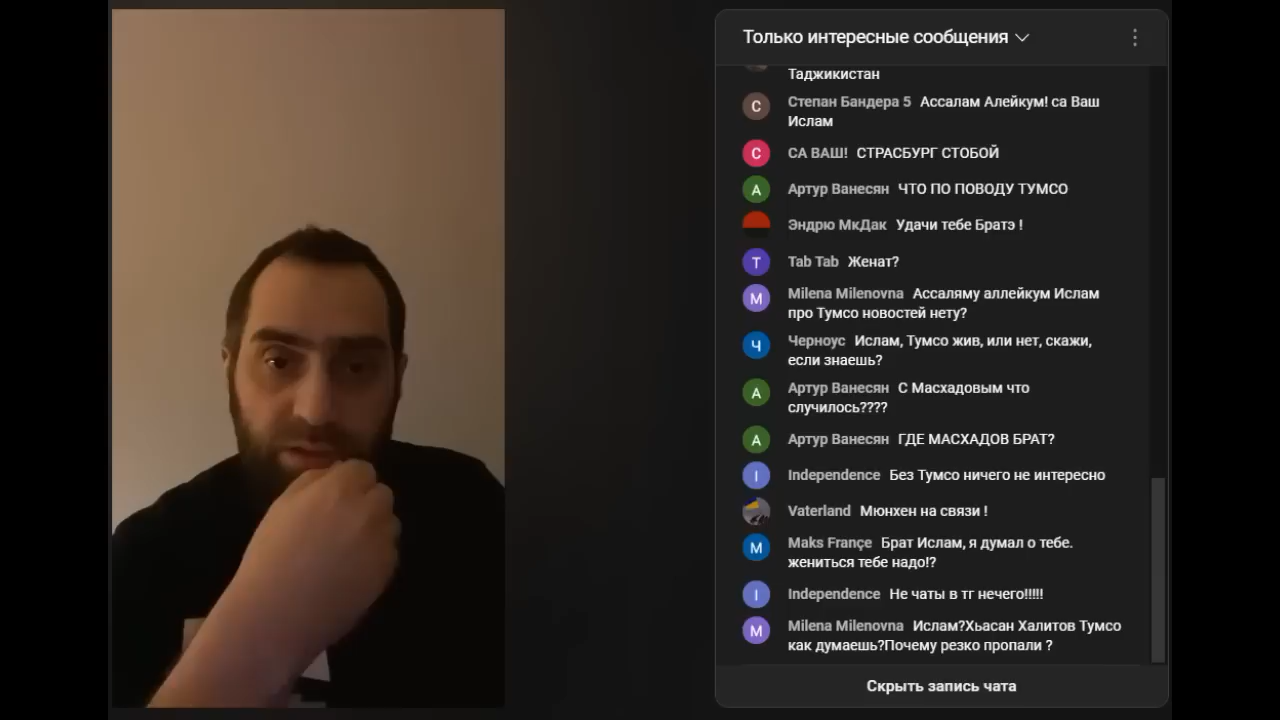 Только интересные сообщения
Таджикистан
С Степан Бандера 5 Ассалам Алейкум! са Ваш
Ислам
С СА ВАШ! СТРАСБУРГ СТОБОЙ
А Артур Ванесян ЧТО ПО ПОВОДУ ТУМСО
Эндрю МкДак Удачи тебе Братэ !
T Tab Tab Женат?
M Milena Milenovna Ассаляму аллейкум Ислам
про Тумсо новостей нету?
Ч Черноус Ислам, Тумсо жив, или нет, скажи,
если знаешь?
А Артур Ванесян С Масхадовым что
случилось????
А Артур Ванесян ГДЕ МАСХАДОВ БРАТ?
I Independence Без Тумсо ничего не интересно
Vaterland Мюнхен на связи !
M Maks Françe Брат Ислам, я думал о тебе.
жениться тебе надо!?
I Independence Не чаты в тг нечего!!!!!
M Milena Milenovna Ислам?Хьасан Халитов Тумсо
как думаешь?Почему резко пропали ?
Скрыть запись чата